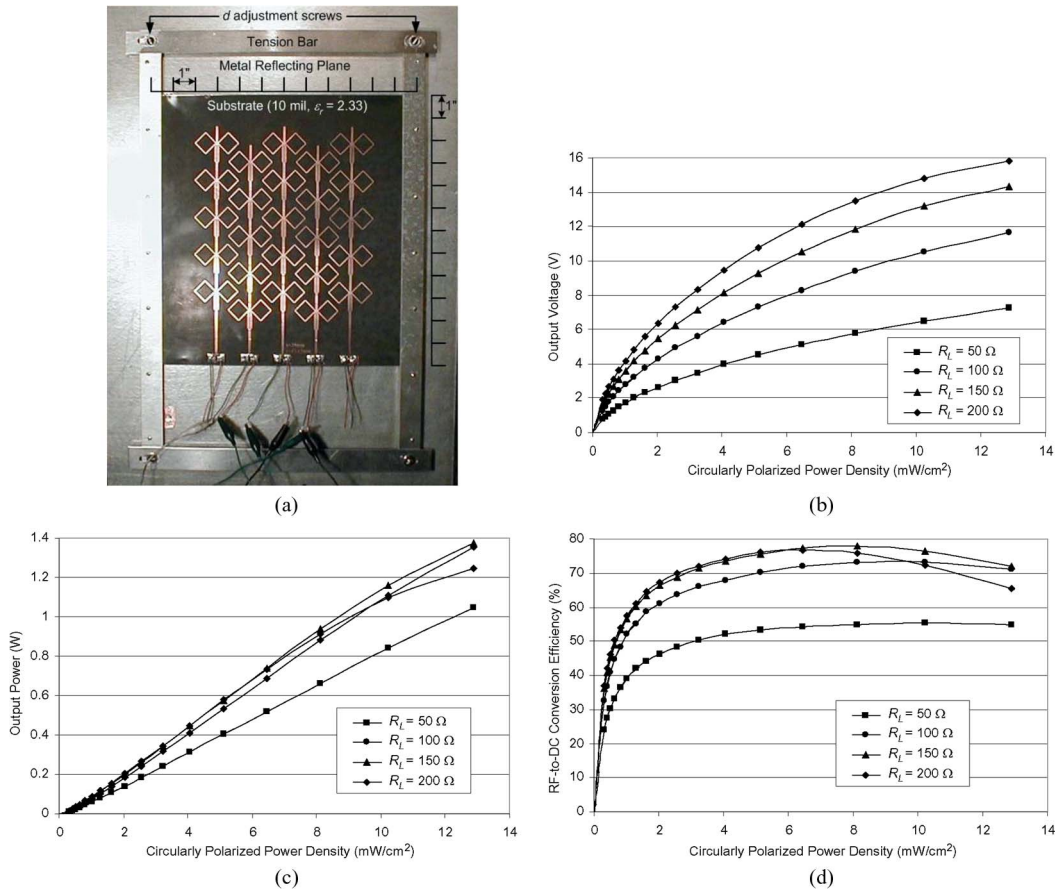 d adjustment screws
Tension Bar
Metal Reflecting Plane
1"
Substrate (10 mil, εr = 2.33)
1"
(a)
Output Voltage (V)
16
14
12
10
8
6
4
2
0
0 2 4 6 8 10 12 14
Circularly Polarized Power Density (mW/cm²)
RL = 50 Ω
RL = 100 Ω
RL = 150 Ω
RL = 200 Ω
(b)
Output Power (W)
1.4
1.2
1
0.8
0.6
0.4
0.2
0
0 2 4 6 8 10 12 14
Circularly Polarized Power Density (mW/cm²)
RL = 50 Ω
RL = 100 Ω
RL = 150 Ω
RL = 200 Ω
(c)
RF-to-DC Conversion Efficiency (%)
80
70
60
50
40
30
20
10
0
0 2 4 6 8 10 12 14
Circularly Polarized Power Density (mW/cm²)
RL = 50 Ω
RL = 100 Ω
RL = 150 Ω
RL = 200 Ω
(d)